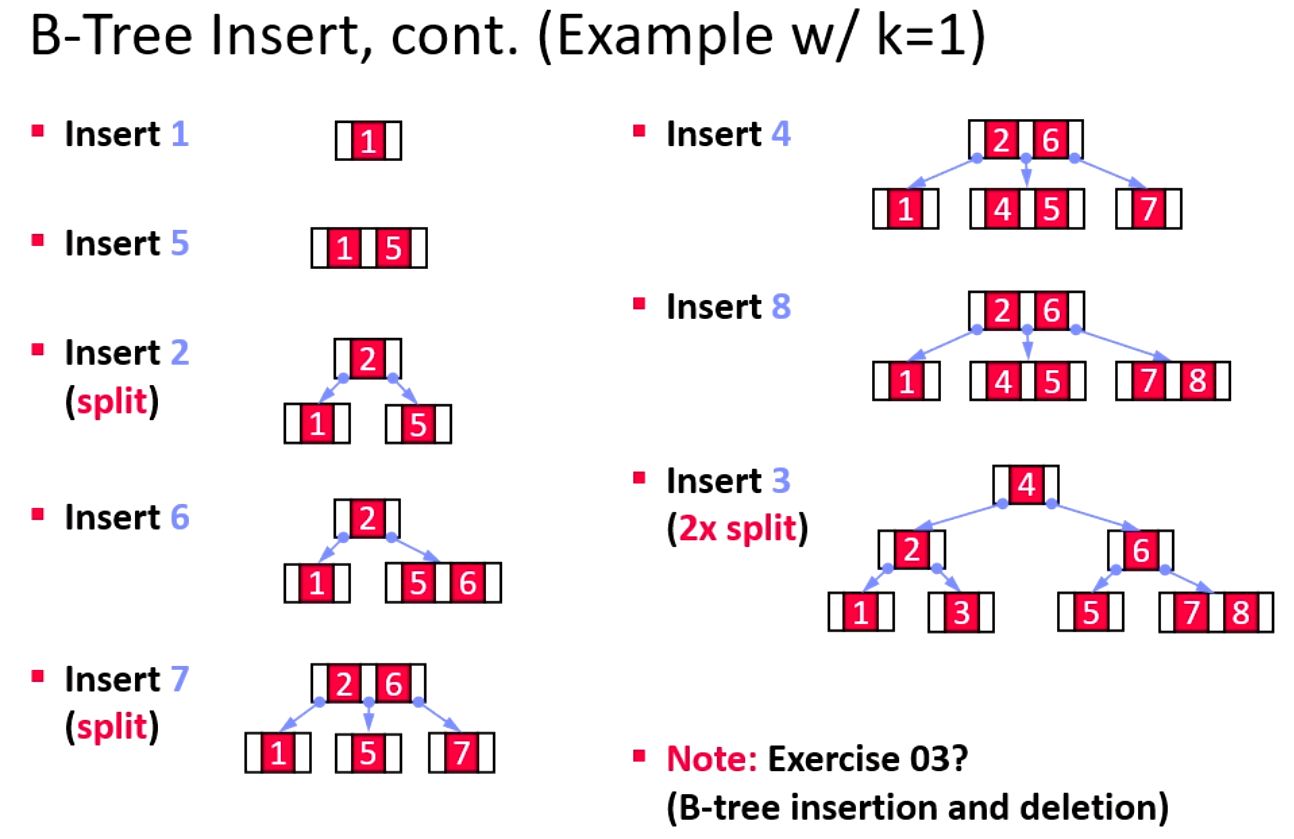 B-Tree Insert, cont. (Example w/ k=1)
Insert 1
1
Insert 5
1 5
Insert 2
(split)
2
1 5
Insert 6
2
1 5 6
Insert 7
(split)
2 6
1 5 7
Insert 4
2 6
1 4 5 7
Insert 8
2 6
1 4 5 7 8
Insert 3
(2x split)
4
2 6
1 3 5 7 8
Note: Exercise 03?
(B-tree insertion and deletion)